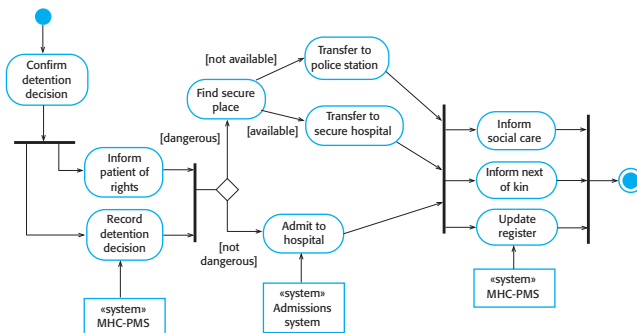 Confirm
detention
decision
Inform
patient of
rights
Record
detention
decision
«system»
MHC-PMS
[dangerous]
[not
dangerous]
Find secure
place
[not available]
[available]
Transfer to
police station
Transfer to
secure hospital
Admit to
hospital
«system»
Admissions
system
Inform
social care
Inform next
of kin
Update
register
«system»
MHC-PMS